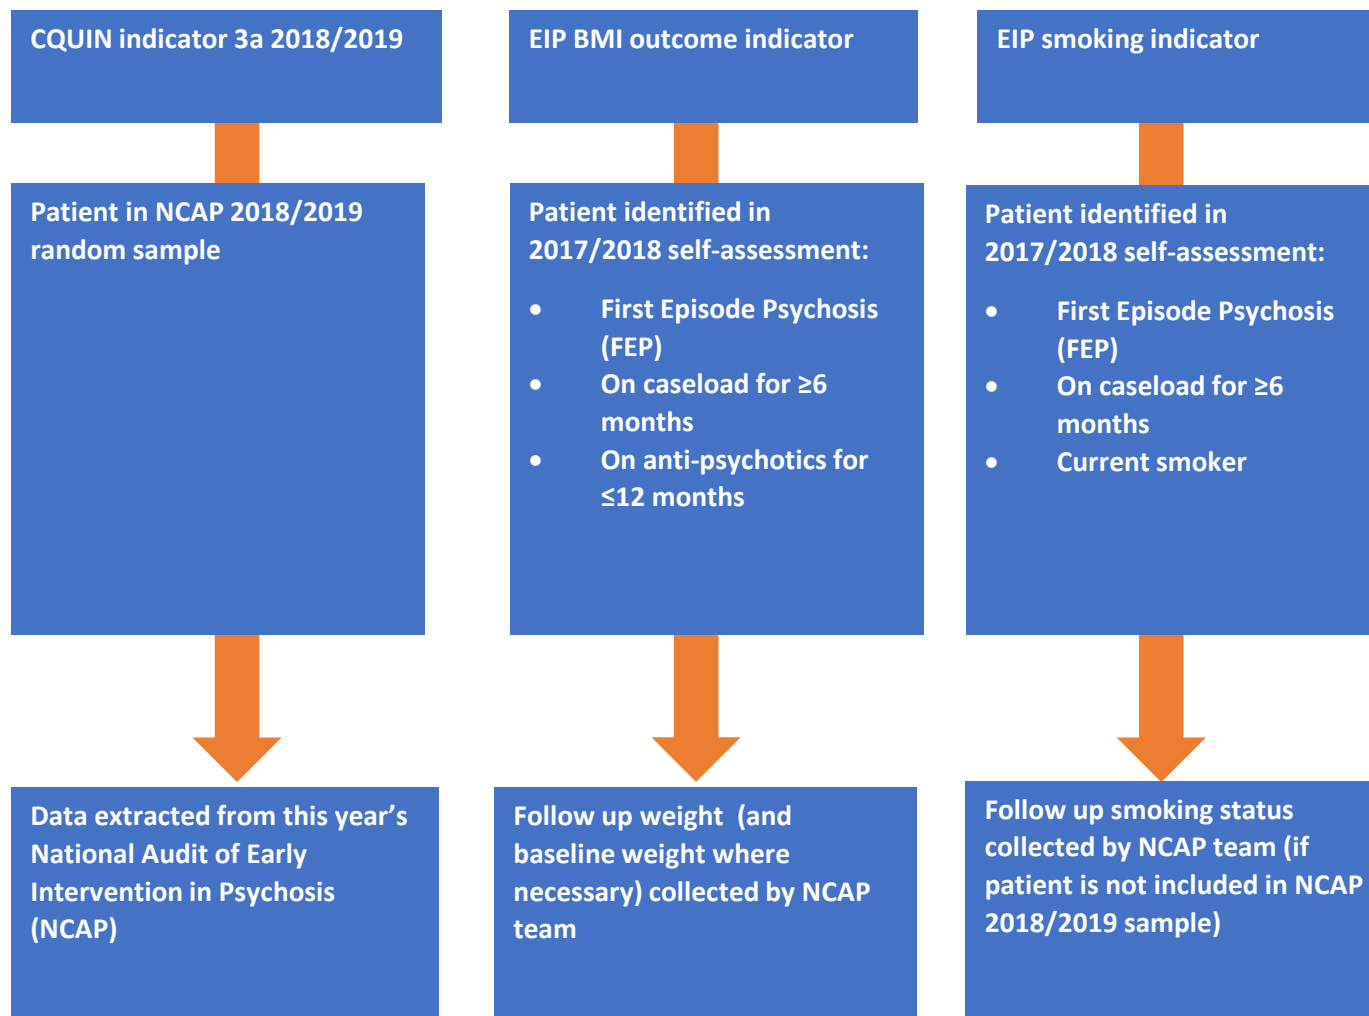 CQUIN indicator 3a 2018/2019
Patient in NCAP 2018/2019
random sample
Data extracted from this year’s
National Audit of Early
Intervention in Psychosis
(NCAP)
EIP BMI outcome indicator
Patient identified in
2017/2018 self-assessment:
• First Episode Psychosis
(FEP)
• On caseload for ≥6
months
• On anti-psychotics for
≤12 months
Follow up weight (and
baseline weight where
necessary) collected by NCAP
team
EIP smoking indicator
Patient identified in
2017/2018 self-assessment:
• First Episode Psychosis
(FEP)
• On caseload for ≥6
months
• Current smoker
Follow up smoking status
collected by NCAP team (if
patient is not included in NCAP
2018/2019 sample)